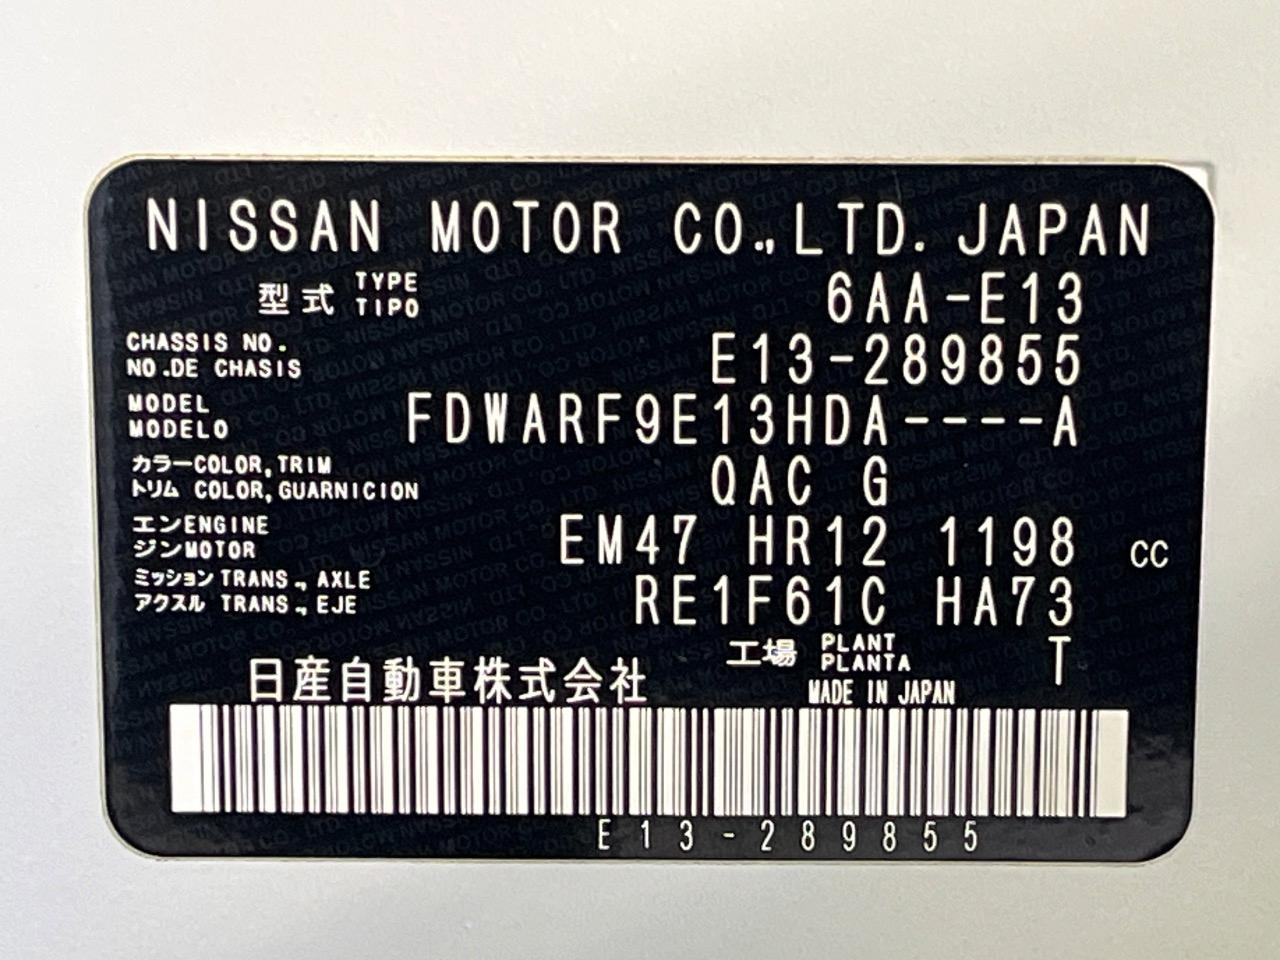 NISSAN MOTOR CO.,LTD. JAPAN
型式 TYPE TIPO 6AA-E13
CHASSIS NO. NO.DE CHASIS E13-289855
MODEL MODELO FDWARF9E13HDA----A
カラーCOLOR,TRIM
トリム COLOR,GUARNICION QAC G
エンENGINE
ジンMOTOR EM47 HR12 1198 CC
ミッション TRANS., AXLE
アクスル TRANS., EJE RE1F61C HA73
工場 PLANT PLANTA T
日産自動車株式会社 MADE IN JAPAN
E13-289855